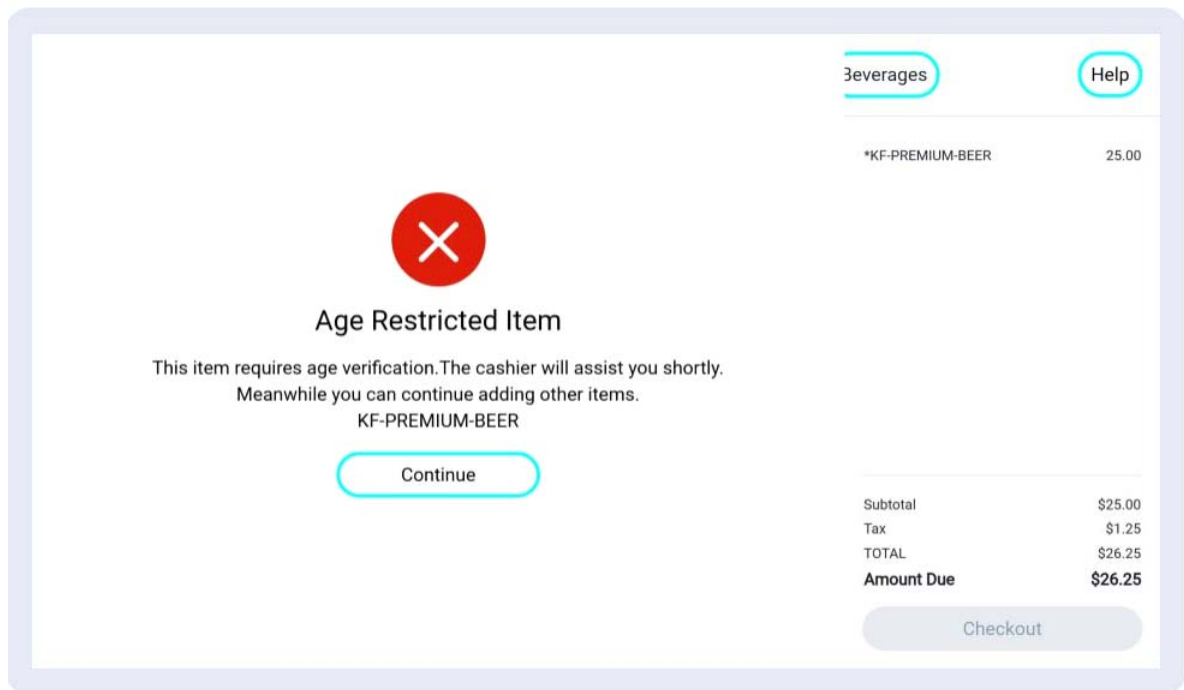 Beverages
Help
*KF-PREMIUM-BEER 25.00
Age Restricted Item
This item requires age verification.The cashier will assist you shortly.
Meanwhile you can continue adding other items.
KF-PREMIUM-BEER
Continue
Subtotal $25.00
Tax $1.25
TOTAL $26.25
Amount Due $26.25
Checkout